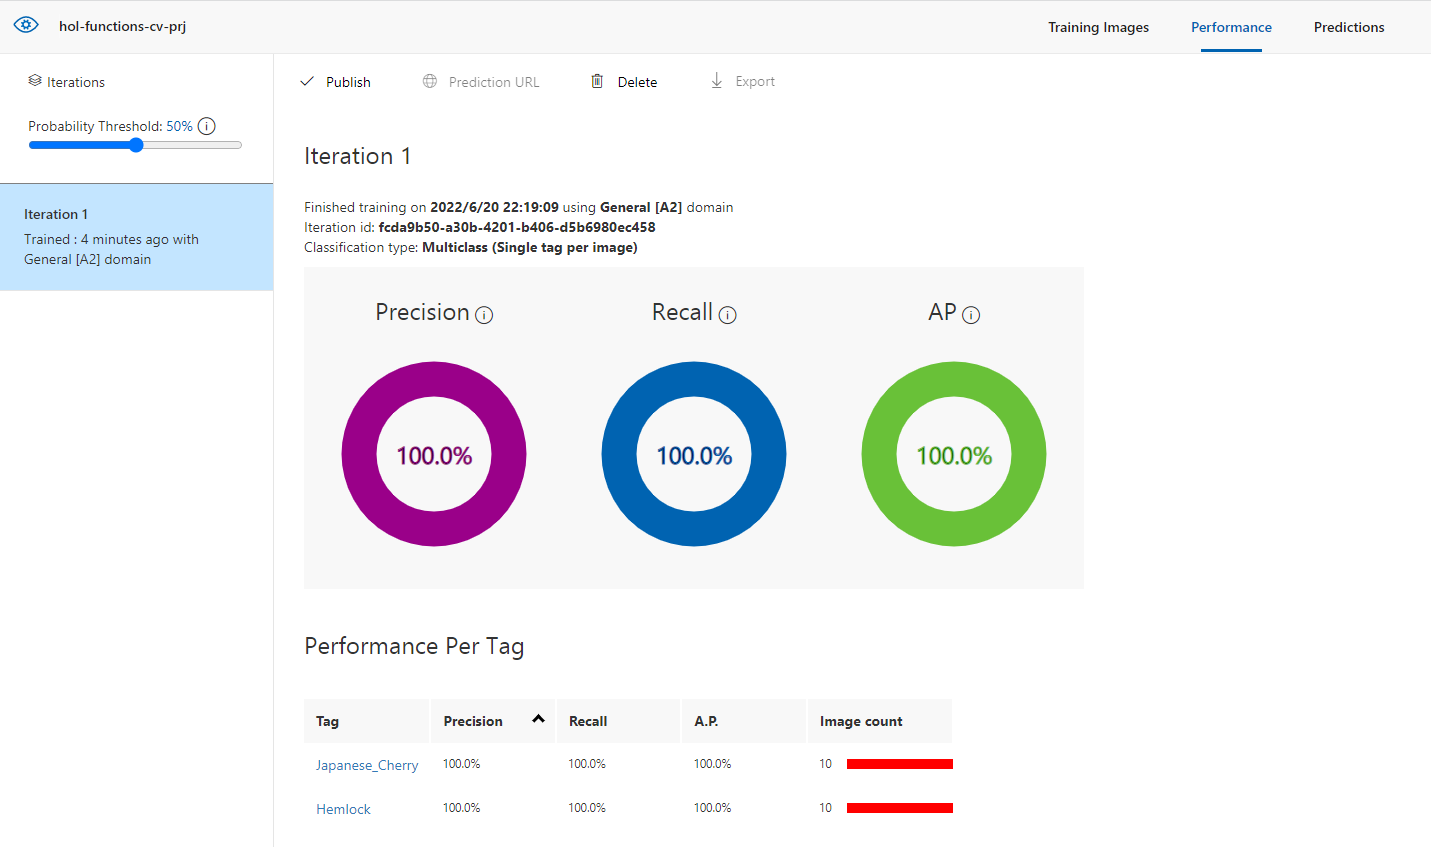 hol-functions-cv-prj
Training Images
Performance
Predictions
Iterations
Probability Threshold: 50%
Iteration 1
Trained : 4 minutes ago with
General [A2] domain
Publish
Prediction URL
Delete
Export
Iteration 1
Finished training on 2022/6/20 22:19:09 using General [A2] domain
Iteration id: fcda9b50-a30b-4201-b406-d5b6980ec458
Classification type: Multiclass (Single tag per image)
Precision
Recall
AP
100.0%
100.0%
100.0%
Performance Per Tag
Tag Precision Recall A.P. Image count
Japanese_Cherry 100.0% 100.0% 100.0% 10
Hemlock 100.0% 100.0% 100.0% 10